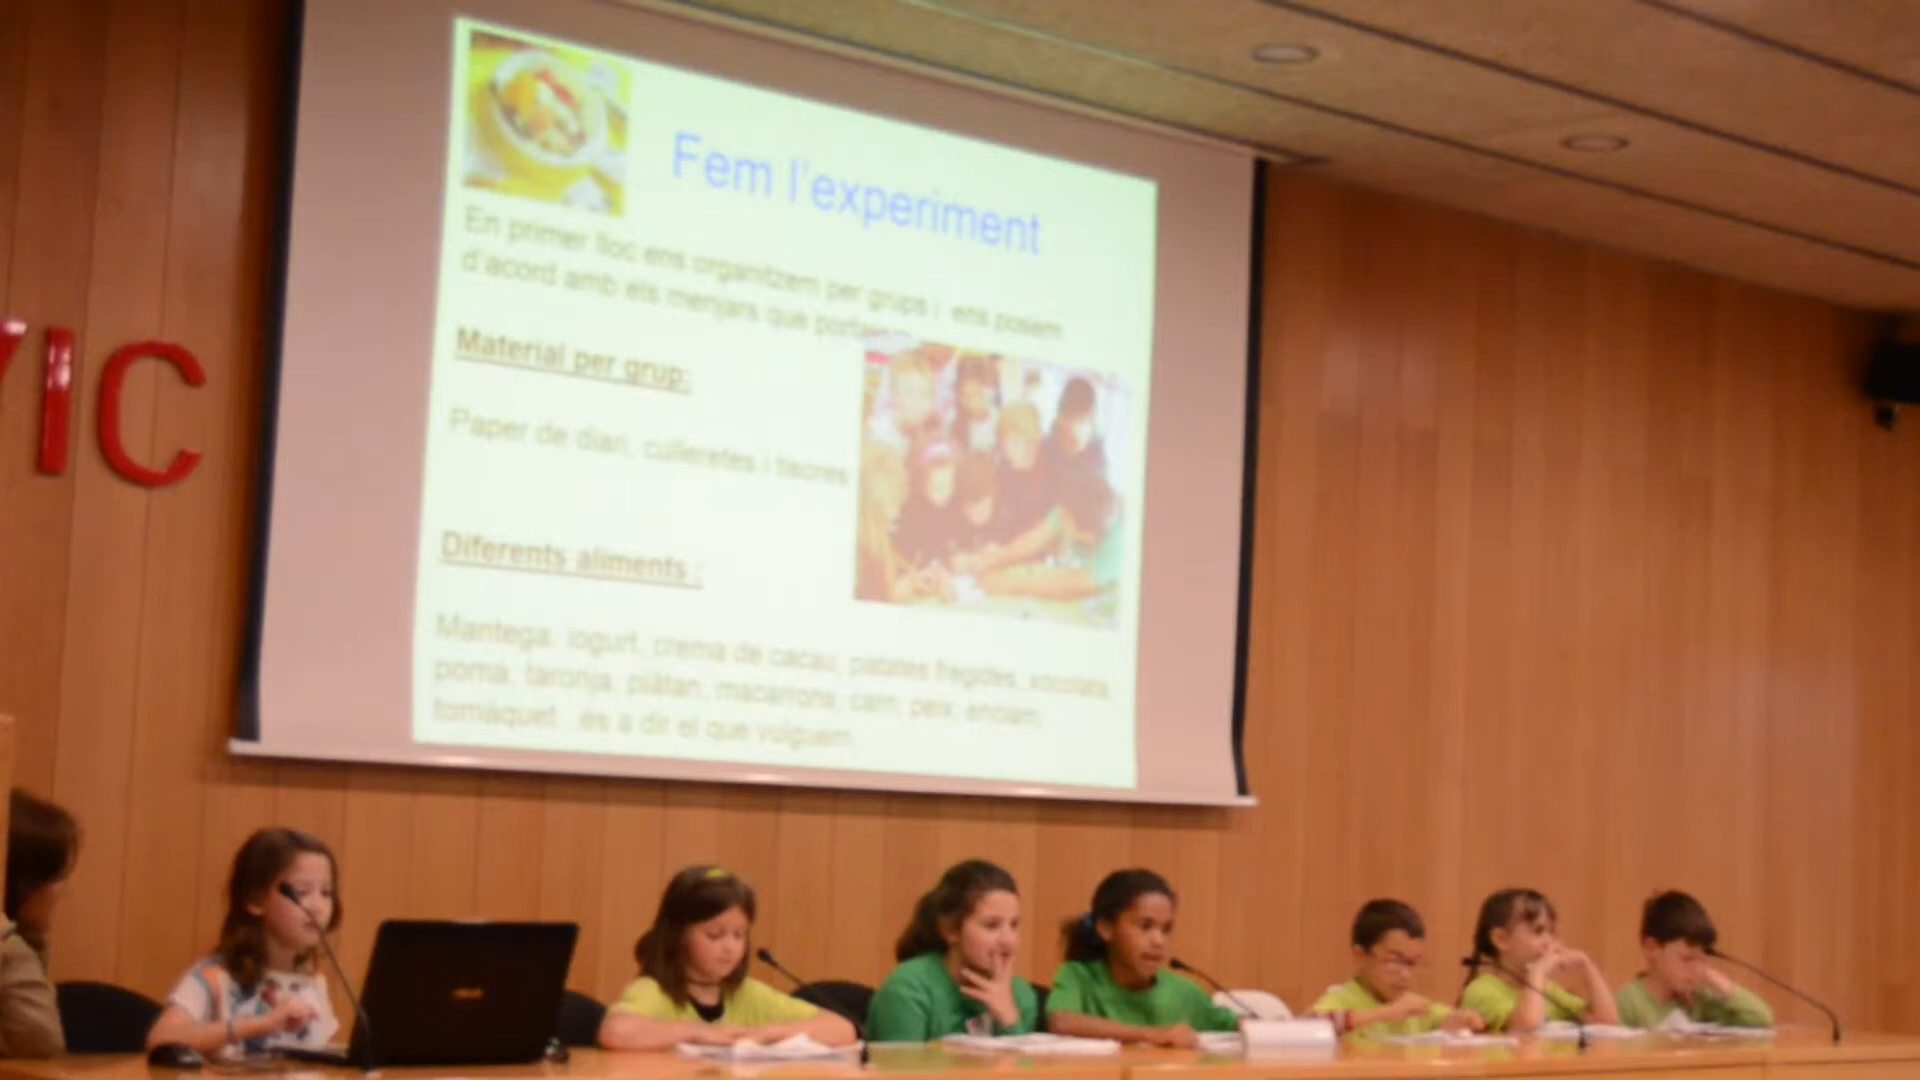 VIC
Fem l'experiment
En primer lloc ens organitzem per grups i ens posem
d'acord amb els menjars que
Material per grup:
Paper de diari, culleretes i tisores
Diferents aliments :
Mantega, iogurt, crema de cacau, patates fregides, xocolata,
poma, taronja, plàtan, macarrons, carn, peix, enciam,
tomàquet...és a dir el que vulguem